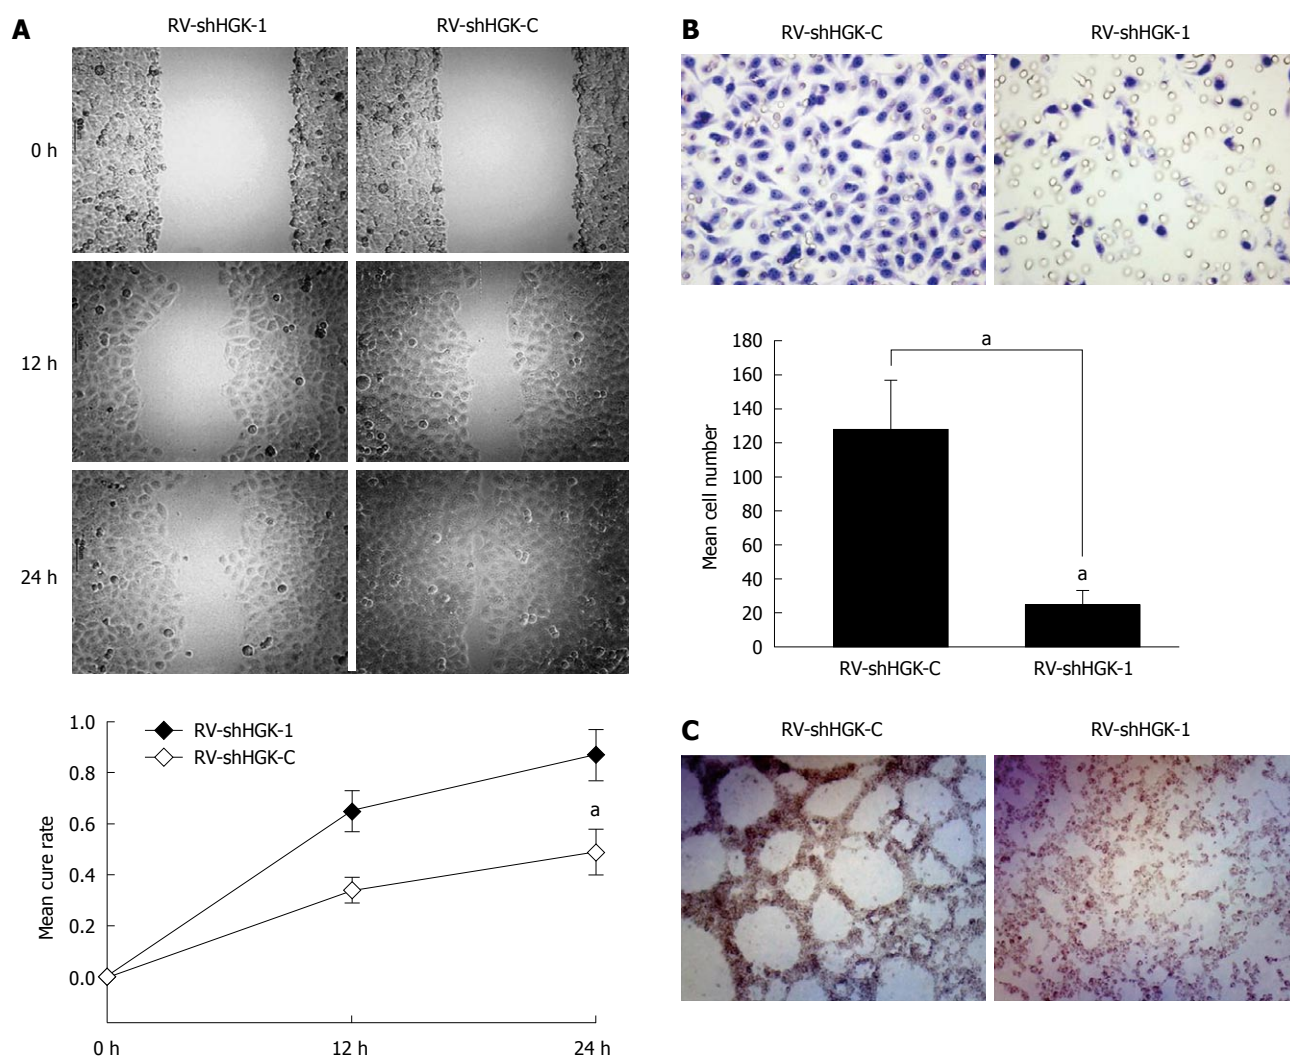 A
RV-shHGK-1
RV-shHGK-C
0 h
12 h
24 h
1.0
0.8
0.6
0.4
0.2
0.0
Mean cure rate
RV-shHGK-1
RV-shHGK-C
a
0 h
12 h
24 h
B
RV-shHGK-C
RV-shHGK-1
180
160
140
120
100
80
60
40
20
0
Mean cell number
a
a
RV-shHGK-C
RV-shHGK-1
C
RV-shHGK-C
RV-shHGK-1